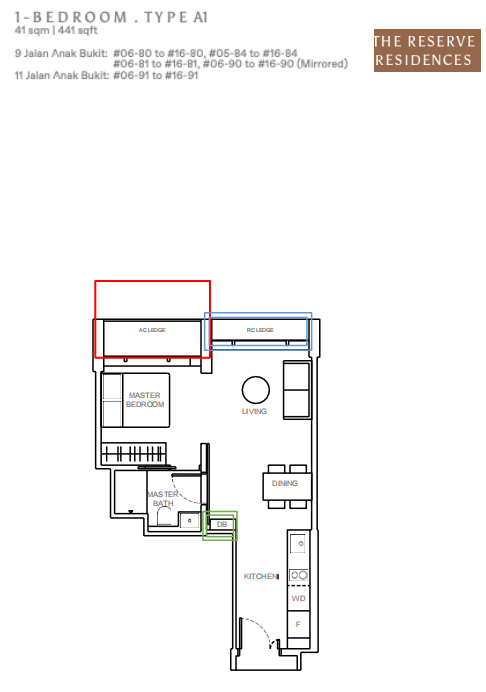 1-BEDROOM . TYPE A1
41 sqm | 441 sqft
9 Jalan Anak Bukit: #06-80 to #16-80, #05-84 to #16-84
#06-81 to #16-81, #06-90 to #16-90 (Mirrored)
11 Jalan Anak Bukit: #06-91 to #16-91
THE RESERVE
RESIDENCES
AC LEDGE
RC LEDGE
MASTER
BEDROOM
LIVING
DINING
MASTER
BATH
DB
KITCHEN
WD
F